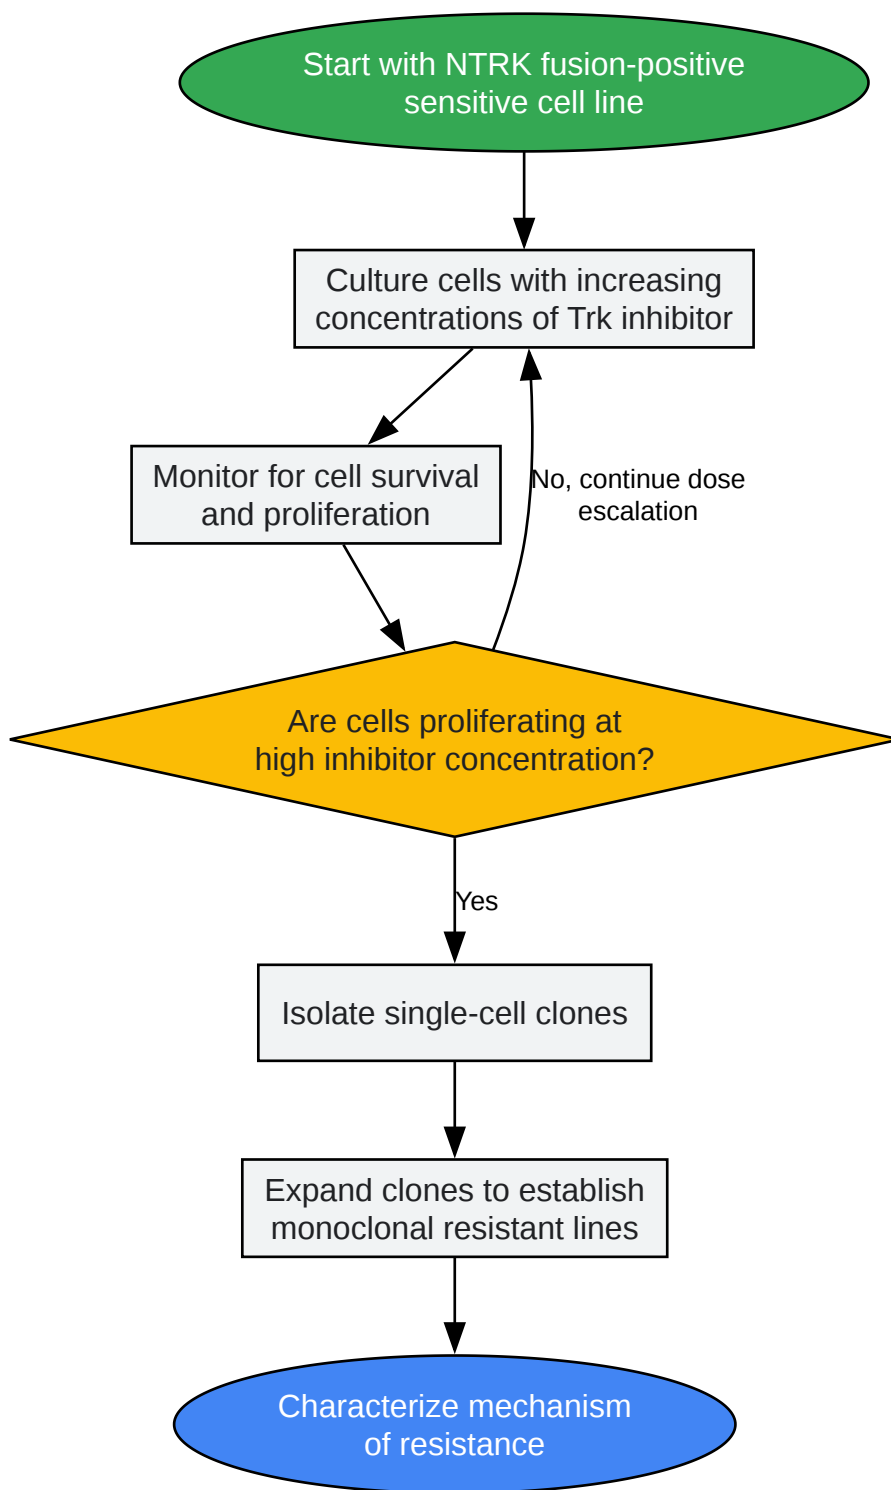 Start with NTRK fusion-positive
sensitive cell line
Culture cells with increasing
concentrations of Trk inhibitor
Monitor for cell survival
and proliferation
No, continue dose
escalation
Are cells proliferating at
high inhibitor concentration?
Yes
Isolate single-cell clones
Expand clones to establish
monoclonal resistant lines
Characterize mechanism
of resistance